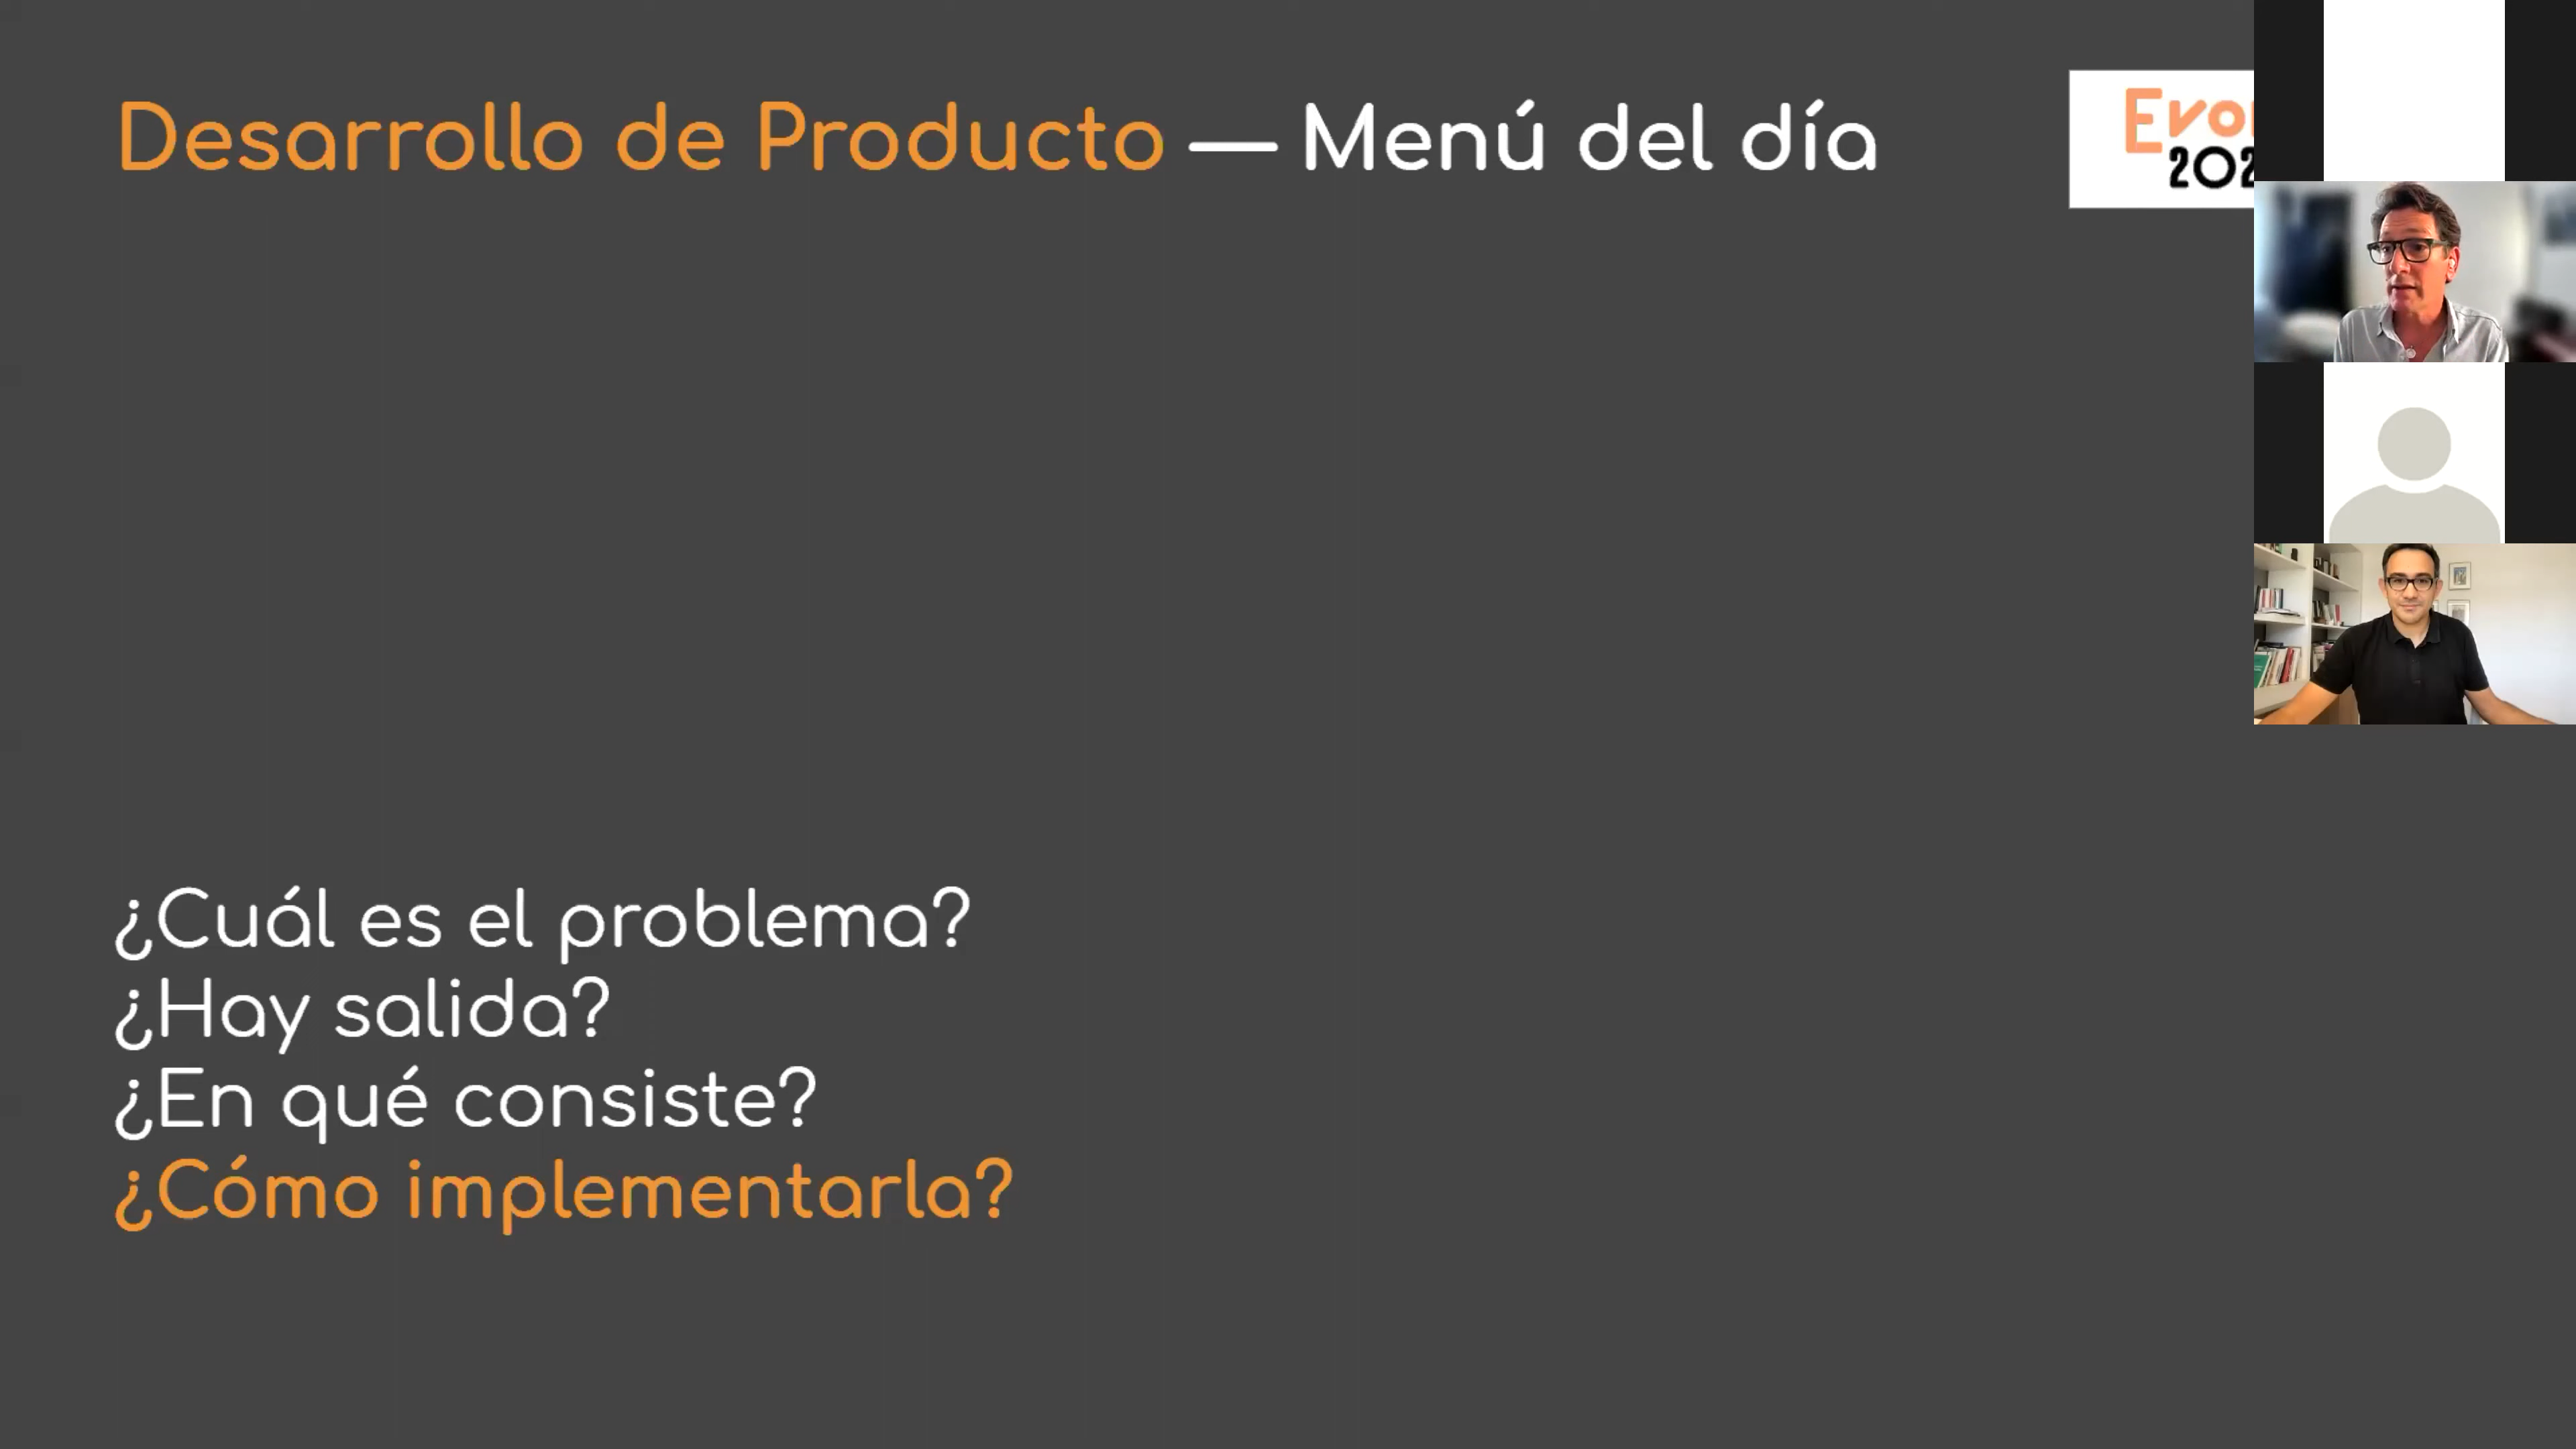 Desarrollo de Producto — Menú del día
¿Cuál es el problema?
¿Hay salida?
¿En qué consiste?
¿Cómo implementarla?